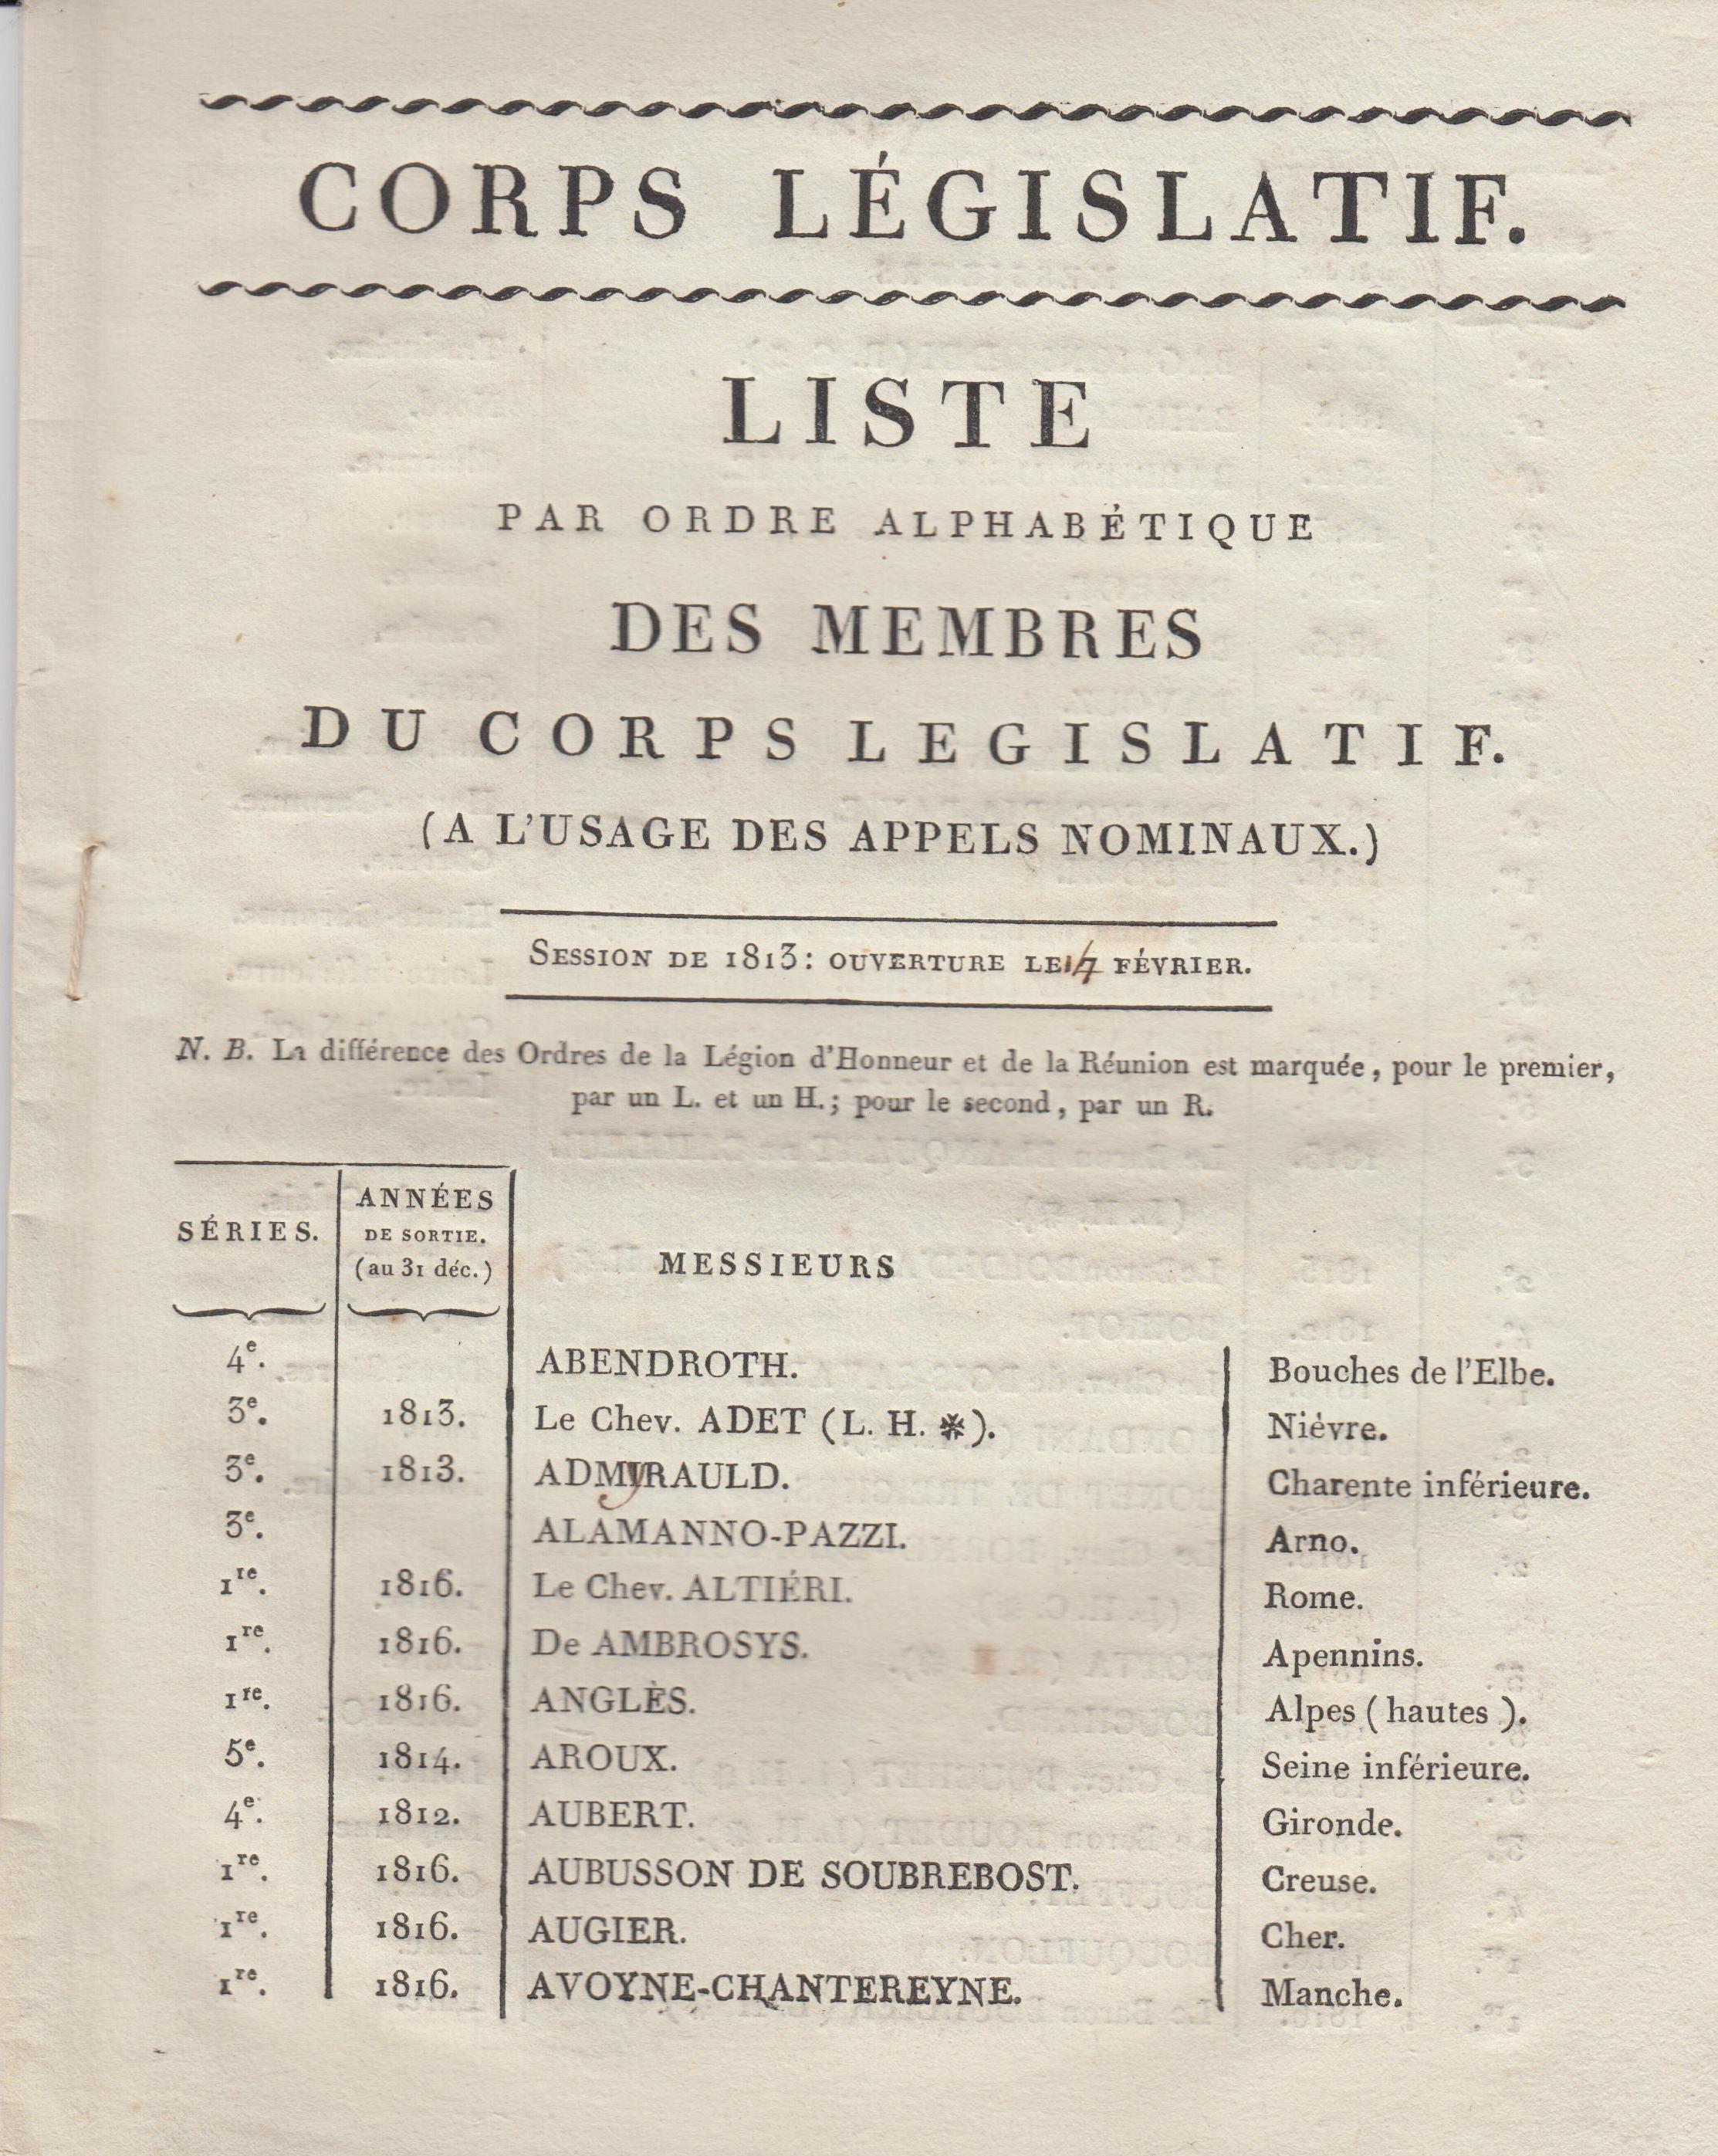 CORPS LÉGISLATIF.
LISTE
PAR ORDRE ALPHABÉTIQUE
DES MEMBRES
DU CORPS LEGISLATIF.
(A L'USAGE DES APPELS NOMINAUX.)
SESSION DE 1813: OUVERTURE LE 14 FÉVRIER.
N. B. La différence des Ordres de la Légion d'Honneur et de la Réunion est marquée, pour le premier,
par un L. et un H.; pour le second, par un R.
SÉRIES. ANNÉES DE SORTIE. (au 31 déc.) MESSIEURS
4e. ABENDROTH. Bouches de l'Elbe.
3e. 1813. Le Chev. ADET (L. H. ✵). Niévre.
3e. 1813. ADMYRAULD. Charente inférieure.
3e. ALAMANNO-PAZZI. Arno.
1re. 1816. Le Chev. ALTIÉRI. Rome.
1re. 1816. De AMBROSYS. Apennins.
1re. 1816. ANGLÈS. Alpes (hautes).
5e. 1814. AROUX. Seine inférieure.
4e. 1812. AUBERT. Gironde.
1re. 1816. AUBUSSON DE SOUBREBOST. Creuse.
1re. 1816. AUGIER. Cher.
1re. 1816. AVOYNE-CHANTEREYNE. Manche.